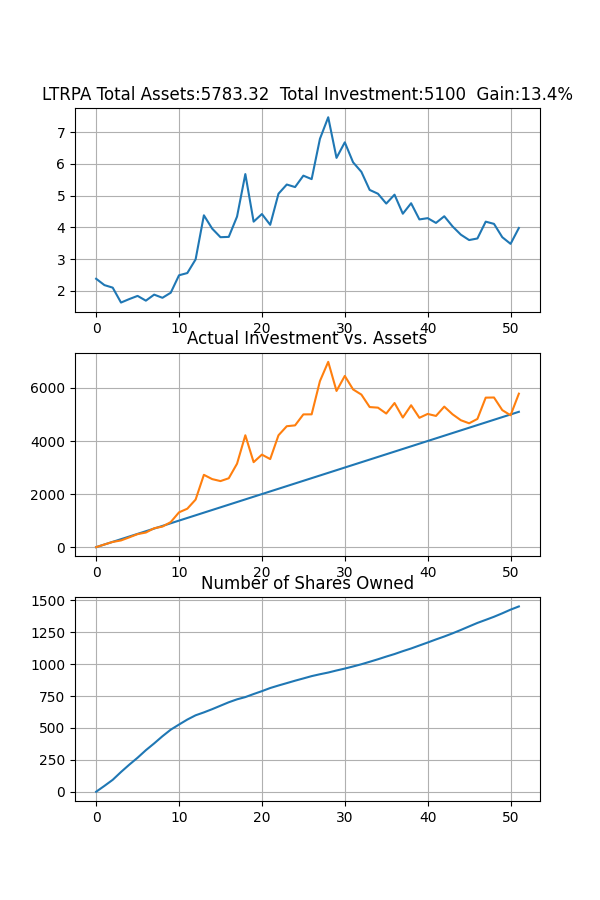 LTRPA Total Assets:5783.32  Total Investment:5100  Gain:13.4%
7
6
5
4
3
2
0 10 20 30 40 50
Actual Investment vs. Assets
6000
4000
2000
0
0 10 20 30 40 50
Number of Shares Owned
1500
1250
1000
750
500
250
0
0 10 20 30 40 50